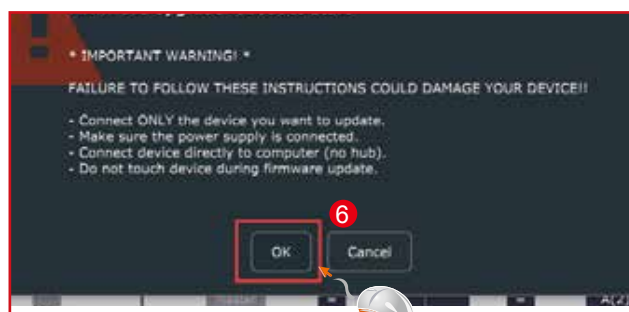 * IMPORTANT WARNING! *
FAILURE TO FOLLOW THESE INSTRUCTIONS COULD DAMAGE YOUR DEVICE!!
- Connect ONLY the device you want to update.
- Make sure the power supply is connected.
- Connect device directly to computer (no hub).
- Do not touch device during firmware update.
6
OK Cancel
A(2)